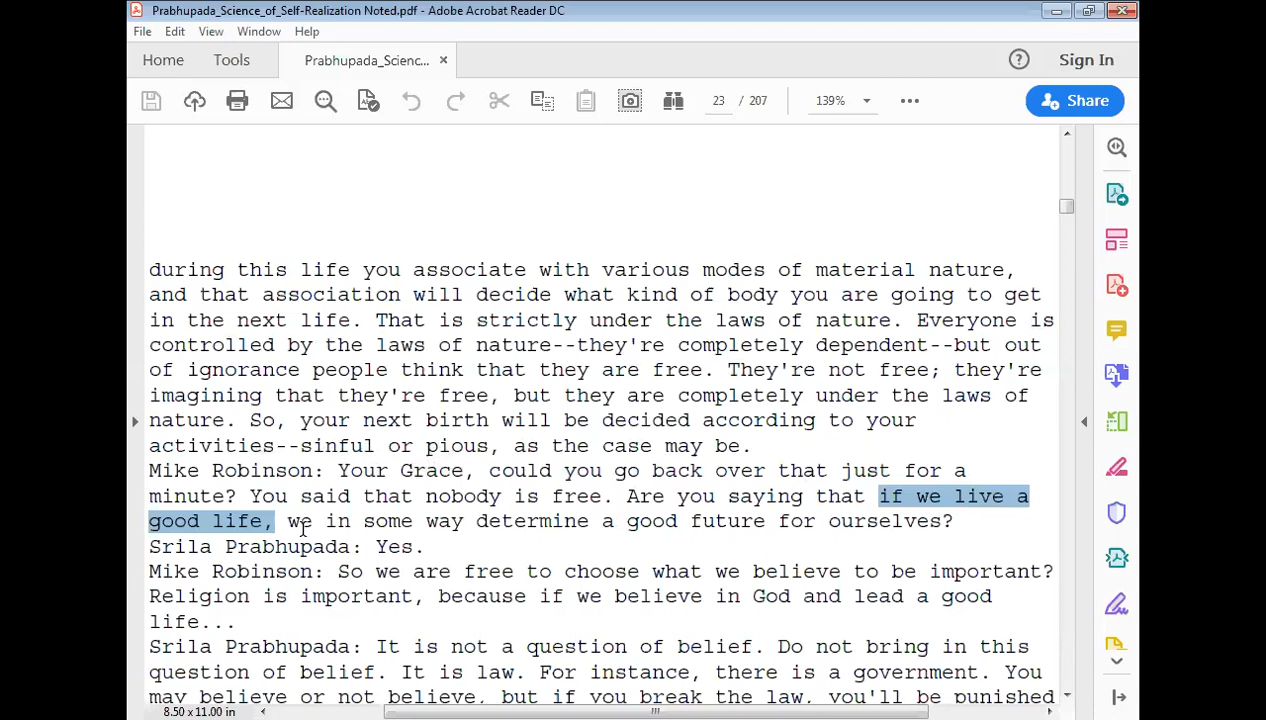 Prabhupada_Science_of_Self-Realization Noted.pdf - Adobe Acrobat Reader DC
File Edit View Window Help
Home Tools Prabhupada_Scienc... × Sign In
23 / 207 139% Share
during this life you associate with various modes of material nature,
and that association will decide what kind of body you are going to get
in the next life. That is strictly under the laws of nature. Everyone is
controlled by the laws of nature--they're completely dependent--but out
of ignorance people think that they are free. They're not free; they're
imagining that they're free, but they are completely under the laws of
nature. So, your next birth will be decided according to your
activities--sinful or pious, as the case may be.
Mike Robinson: Your Grace, could you go back over that just for a
minute? You said that nobody is free. Are you saying that if we live a
good life, we in some way determine a good future for ourselves?
Srila Prabhupada: Yes.
Mike Robinson: So we are free to choose what we believe to be important?
Religion is important, because if we believe in God and lead a good
life...
Srila Prabhupada: It is not a question of belief. Do not bring in this
question of belief. It is law. For instance, there is a government. You
may believe or not believe, but if you break the law, you'll be punished
8.50 x 11.00 in